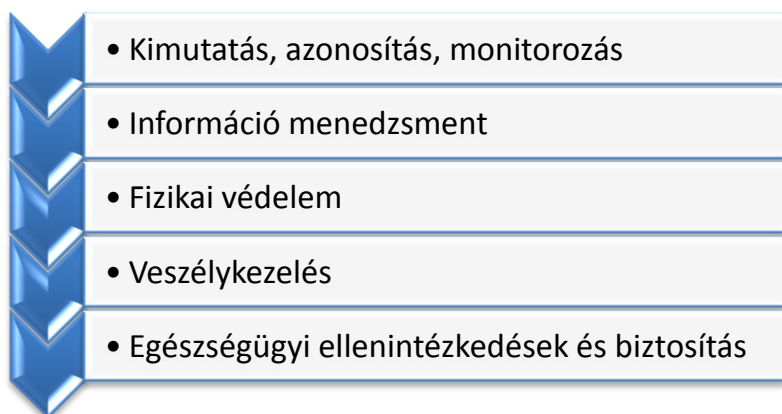 • Kimutatás, azonosítás, monitorozás
• Információ menedzsment
• Fizikai védelem
• Veszélykezelés
• Egészségügyi ellenintézkedések és biztosítás